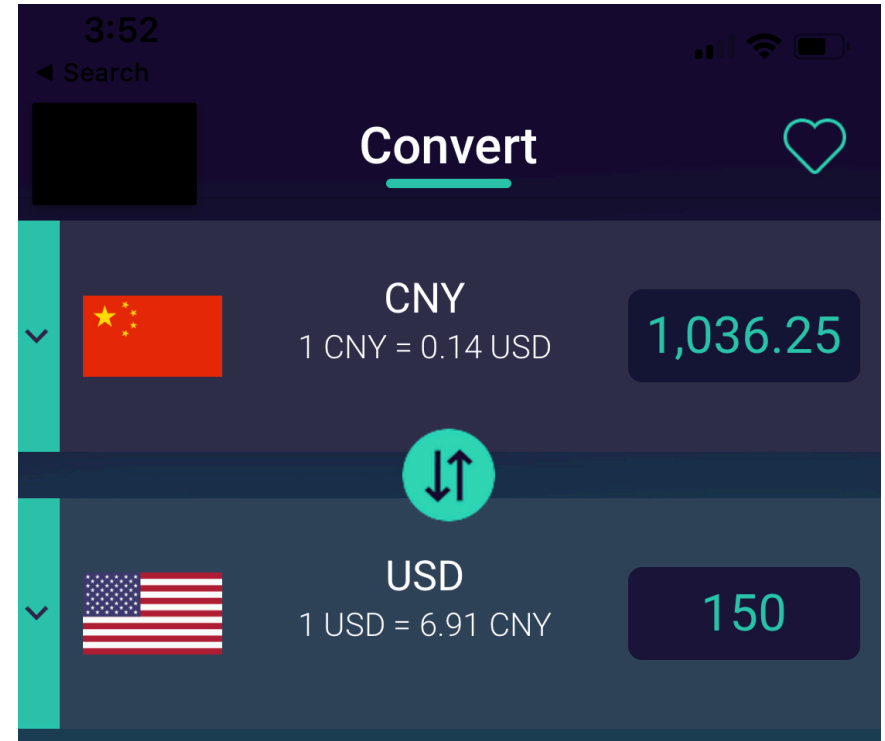 3:52
◀ Search
Convert
CNY
1 CNY = 0.14 USD
1,036.25
USD
1 USD = 6.91 CNY
150